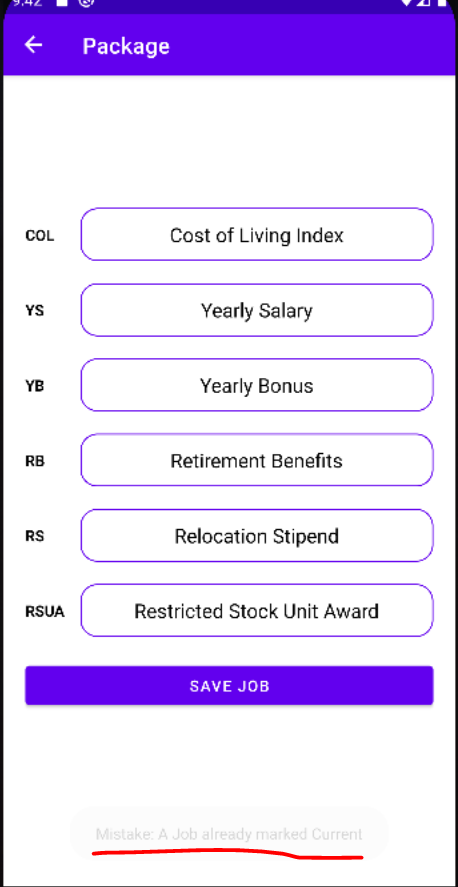 9:42
Package
COL Cost of Living Index
YS Yearly Salary
YB Yearly Bonus
RB Retirement Benefits
RS Relocation Stipend
RSUA Restricted Stock Unit Award
SAVE JOB
Mistake: A Job already marked Current